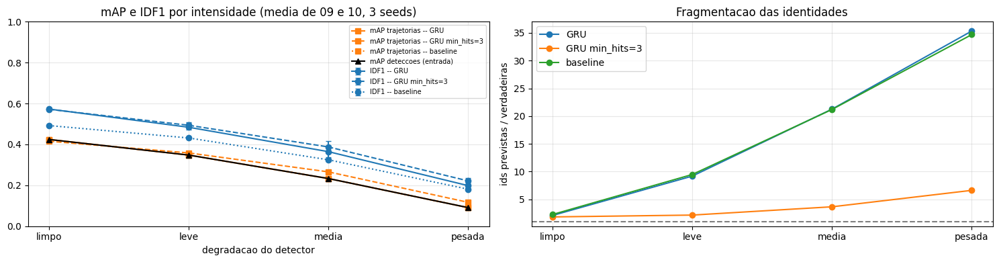 mAP e IDF1 por intensidade (media de 09 e 10, 3 seeds)
1.0
0.8
0.6
0.4
0.2
0.0
mAP trajetorias -- GRU
mAP trajetorias -- GRU min_hits=3
mAP trajetorias -- baseline
mAP deteccoes (entrada)
IDF1 -- GRU
IDF1 -- GRU min_hits=3
IDF1 -- baseline
limpo
leve
media
pesada
degradacao do detector
Fragmentacao das identidades
ids previstas / verdadeiras
35
30
25
20
15
10
5
GRU
GRU min_hits=3
baseline
limpo
leve
media
pesada